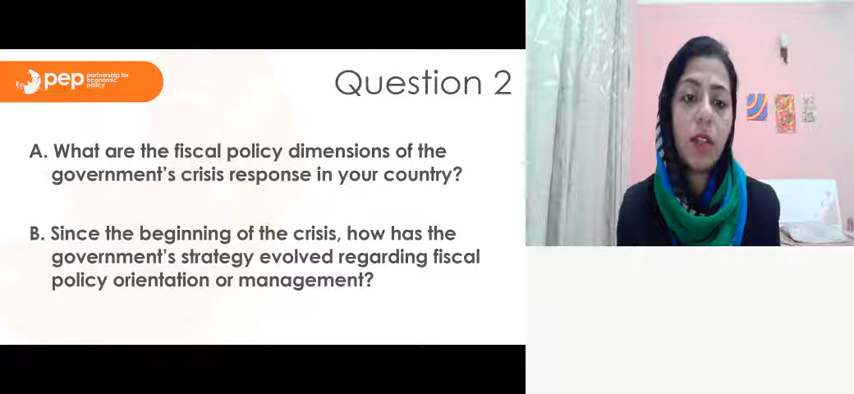 pep partnership for
economic
policy
Question 2
A. What are the fiscal policy dimensions of the
government's crisis response in your country?
B. Since the beginning of the crisis, how has the
government's strategy evolved regarding fiscal
policy orientation or management?